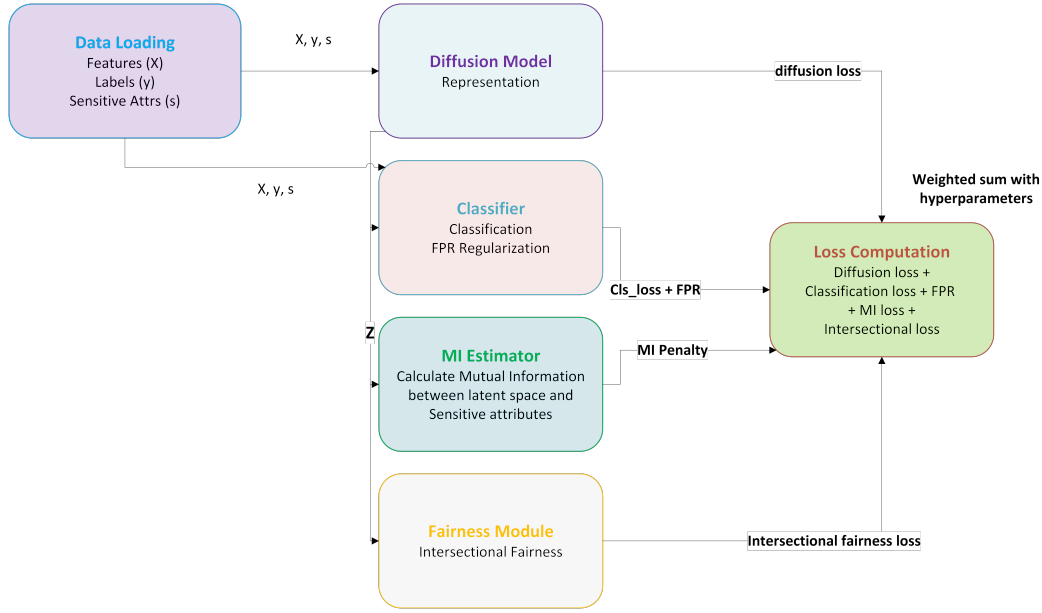 Data Loading
Features (X)
Labels (y)
Sensitive Attrs (s)
X, y, s
Diffusion Model
Representation
diffusion loss
X, y, s
Classifier
Classification
FPR Regularization
Cls_loss + FPR
Weighted sum with
hyperparameters
Loss Computation
Diffusion loss +
Classification loss + FPR
+ MI loss +
Intersectional loss
Z
MI Estimator
Calculate Mutual Information
between latent space and
Sensitive attributes
MI Penalty
Fairness Module
Intersectional Fairness
Intersectional fairness loss